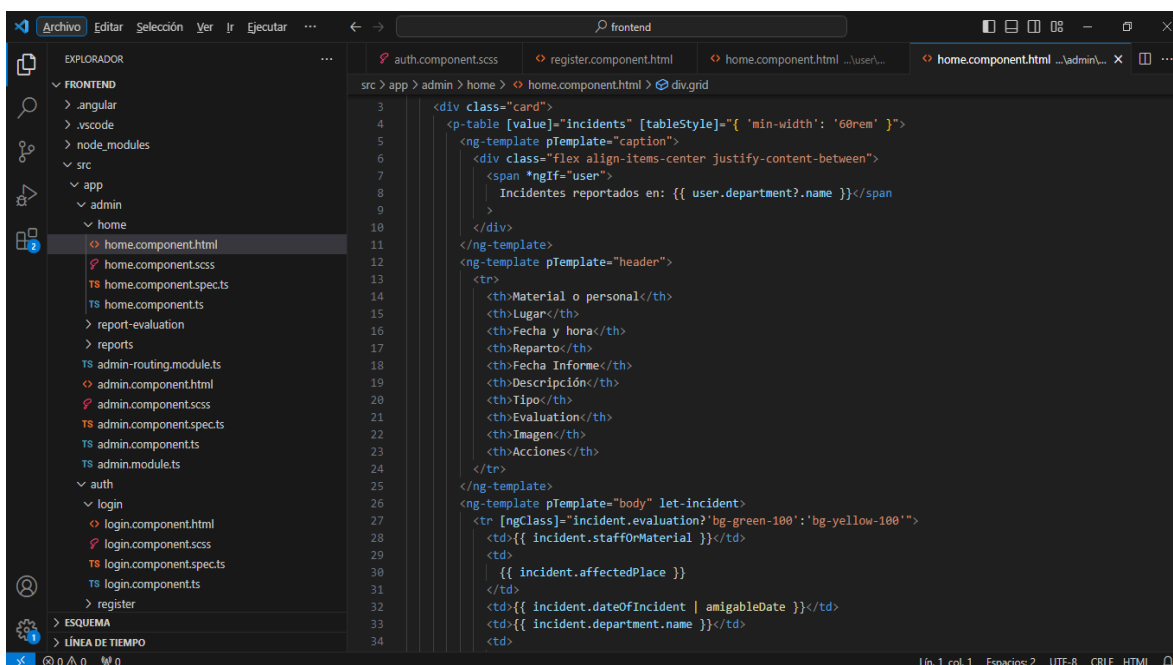 Archivo Editar Selección Ver Ir Ejecutar ···
frontend
EXPLORADOR ···
FRONTEND
.angular
.vscode
node_modules
src
app
admin
home
home.component.html
home.component.scss
TS home.component.spec.ts
TS home.component.ts
report-evaluation
reports
TS admin-routing.module.ts
admin.component.html
admin.component.scss
TS admin.component.spec.ts
TS admin.component.ts
TS admin.module.ts
auth
login
login.component.html
login.component.scss
TS login.component.spec.ts
TS login.component.ts
register
ESQUEMA
LÍNEA DE TIEMPO
2
1
auth.component.scss register.component.html home.component.html ...\user\... home.component.html ...\admin\...
src > app > admin > home > home.component.html > div.grid
3 <div class="card">
4 <p-table [value]="incidents" [tableStyle]="{ 'min-width': '60rem' }">
5 <ng-template pTemplate="caption">
6 <div class="flex align-items-center justify-content-between">
7 <span *ngIf="user">
8 Incidentes reportados en: {{ user.department?.name }}</span
9 >
10 </div>
11 </ng-template>
12 <ng-template pTemplate="header">
13 <tr>
14 <th>Material o personal</th>
15 <th>Lugar</th>
16 <th>Fecha y hora</th>
17 <th>Reparto</th>
18 <th>Fecha Informe</th>
19 <th>Descripción</th>
20 <th>Tipo</th>
21 <th>Evaluation</th>
22 <th>Imagen</th>
23 <th>Acciones</th>
24 </tr>
25 </ng-template>
26 <ng-template pTemplate="body" let-incident>
27 <tr [ngClass]="incident.evaluation?'bg-green-100':'bg-yellow-100'">
28 <td>{{ incident.staffOrMaterial }}</td>
29 <td>
30 {{ incident.affectedPlace }}
31 </td>
32 <td>{{ incident.dateOfIncident | amigableDate }}</td>
33 <td>{{ incident.department.name }}</td>
34 <td>
0 0 0 Lín. 1, col. 1 Espacios: 2 UTF-8 CRLF HTML